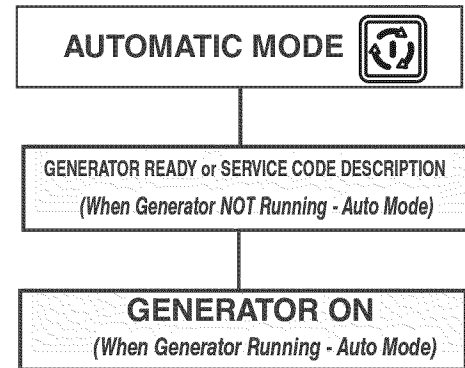 AUTOMATIC MODE
GENERATOR READY or SERVICE CODE DESCRIPTION
(When Generator NOT Running - Auto Mode)
GENERATOR ON
(When Generator Running - Auto Mode)